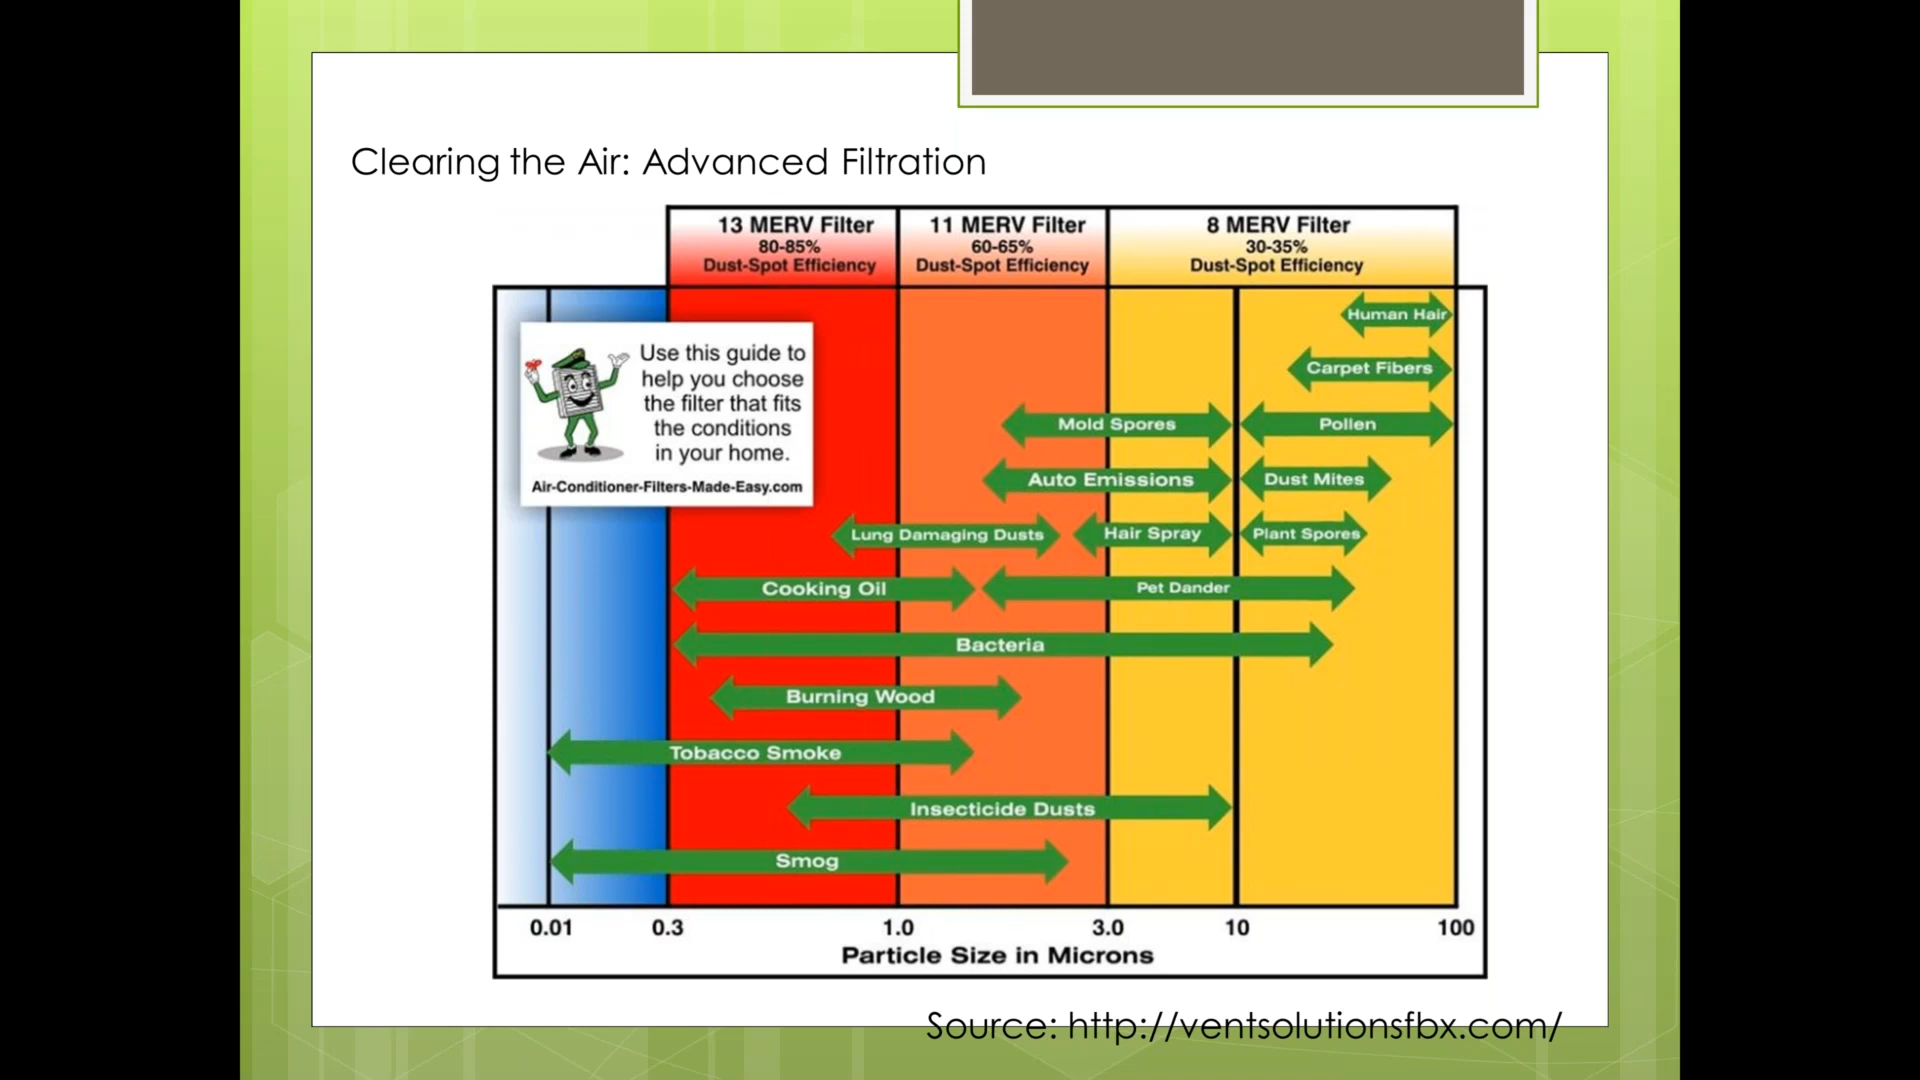 Clearing the Air: Advanced Filtration
13 MERV Filter
80-85%
Dust-Spot Efficiency
11 MERV Filter
60-65%
Dust-Spot Efficiency
8 MERV Filter
30-35%
Dust-Spot Efficiency
Use this guide to
help you choose
the filter that fits
the conditions
in your home.
Air-Conditioner-Filters-Made-Easy.com
Human Hair
Carpet Fibers
Mold Spores
Pollen
Auto Emissions
Dust Mites
Lung Damaging Dusts
Hair Spray
Plant Spores
Cooking Oil
Pet Dander
Bacteria
Burning Wood
Tobacco Smoke
Insecticide Dusts
Smog
0.01 0.3 1.0 3.0 10 100
Particle Size in Microns
Source: http://ventsolutionsfbx.com/